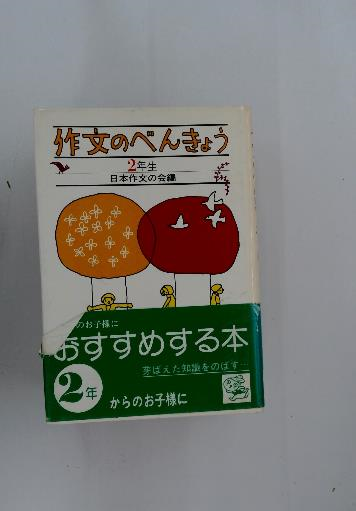 作文のべんきょう
2年生
日本作文の会編
のお子様に
おすすめする本
芽ばえた知識をのばす…
2年
からのお子様に